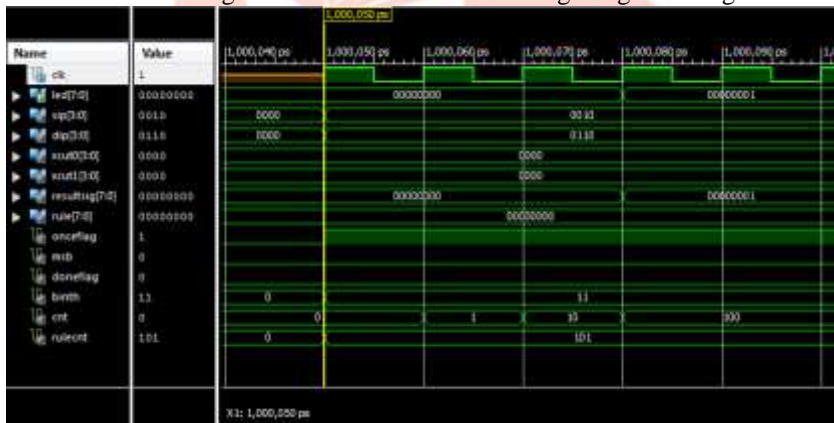 1,000,050 ps
Name Value 1,000,040 ps 1,000,050 ps 1,000,060 ps 1,000,070 ps 1,000,080 ps 1,000,090 ps
clk 1
led[7:0] 00000000 00000000 00000001
sip[3:0] 0010 0000 0010
dip[3:0] 0110 0000 0110
xcut0[3:0] 0000 0000
xcut1[3:0] 0000 0000
resultsig[7:0] 00000000 00000000 00000001
rule[7:0] 00000000 00000000
onceflag 1
msb 0
doneflag 0
binth 11 0 11
cnt 0 0 1 10 100
rulecnt 101 0 101
X1: 1,000,050 ps